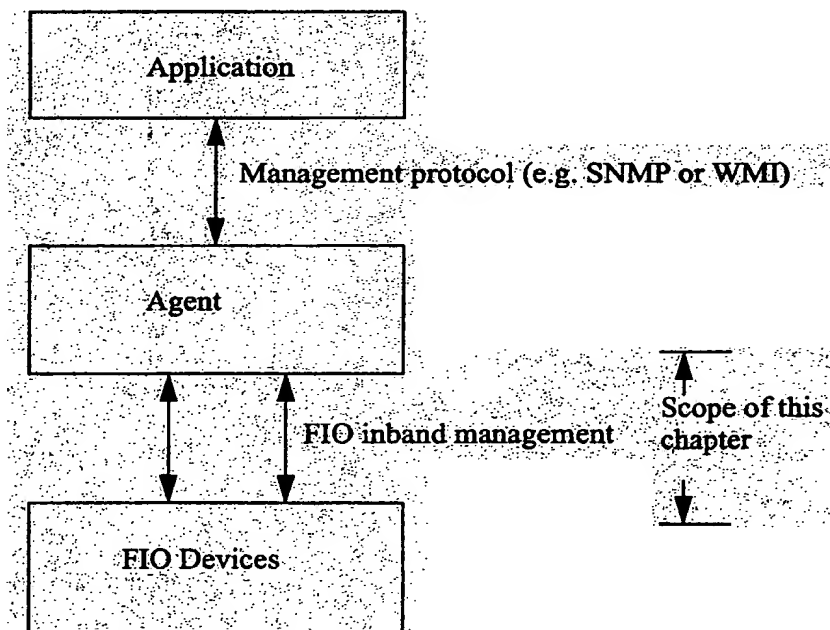 Application
Management protocol (e.g. SNMP or WMI)
Agent
FIO inband management
Scope of this
chapter
FIO Devices